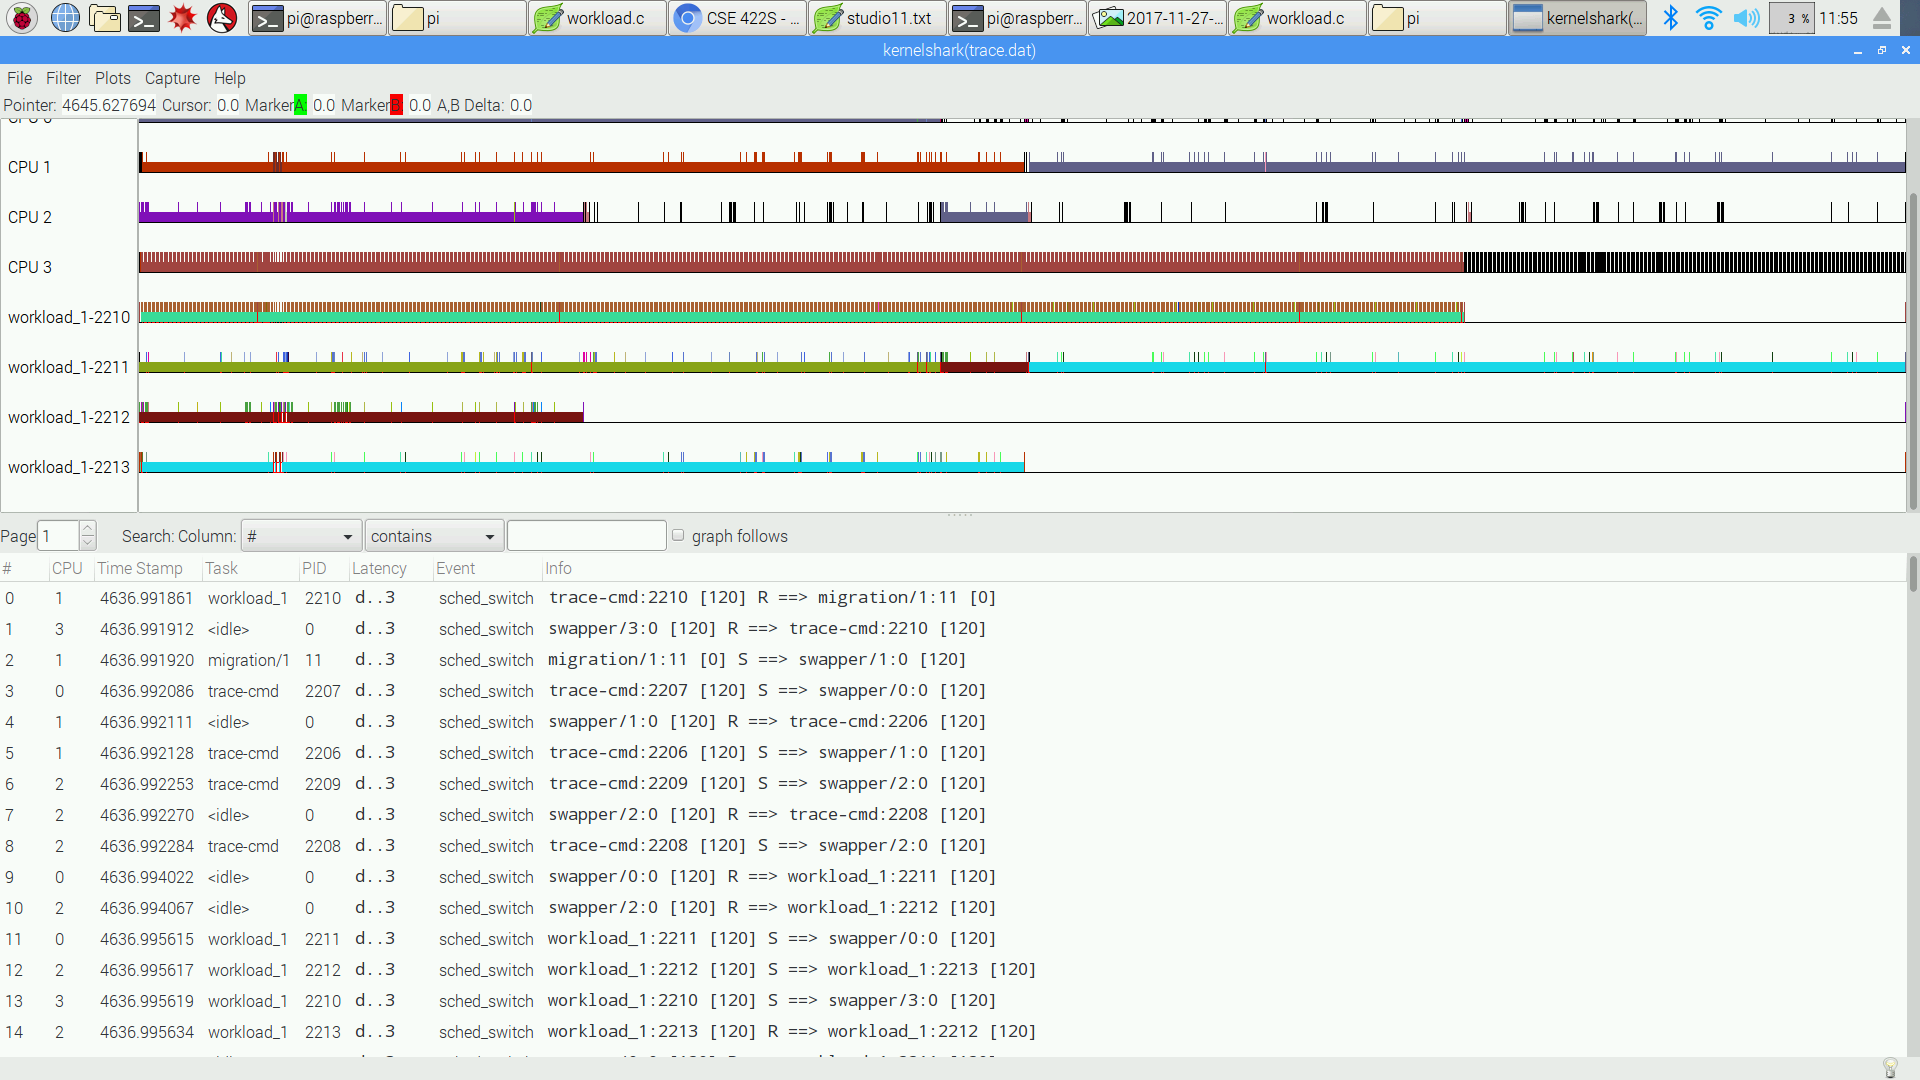 pi@raspberr... pi workload.c CSE 422S - ... studio11.txt pi@raspberr... 2017-11-27-... workload.c pi kernelshark(... 3 % 11:55
kernelshark(trace.dat)
File Filter Plots Capture Help
Pointer: 4645.627694 Cursor: 0.0 MarkerA: 0.0 MarkerB: 0.0 A,B Delta: 0.0
CPU 1
CPU 2
CPU 3
workload_1-2210
workload_1-2211
workload_1-2212
workload_1-2213
Page 1 Search: Column: # contains graph follows
# CPU Time Stamp Task PID Latency Event Info
0 1 4636.991861 workload_1 2210 d..3 sched_switch trace-cmd:2210 [120] R ==> migration/1:11 [0]
1 3 4636.991912 <idle> 0 d..3 sched_switch swapper/3:0 [120] R ==> trace-cmd:2210 [120]
2 1 4636.991920 migration/1 11 d..3 sched_switch migration/1:11 [0] S ==> swapper/1:0 [120]
3 0 4636.992086 trace-cmd 2207 d..3 sched_switch trace-cmd:2207 [120] S ==> swapper/0:0 [120]
4 1 4636.992111 <idle> 0 d..3 sched_switch swapper/1:0 [120] R ==> trace-cmd:2206 [120]
5 1 4636.992128 trace-cmd 2206 d..3 sched_switch trace-cmd:2206 [120] S ==> swapper/1:0 [120]
6 2 4636.992253 trace-cmd 2209 d..3 sched_switch trace-cmd:2209 [120] S ==> swapper/2:0 [120]
7 2 4636.992270 <idle> 0 d..3 sched_switch swapper/2:0 [120] R ==> trace-cmd:2208 [120]
8 2 4636.992284 trace-cmd 2208 d..3 sched_switch trace-cmd:2208 [120] S ==> swapper/2:0 [120]
9 0 4636.994022 <idle> 0 d..3 sched_switch swapper/0:0 [120] R ==> workload_1:2211 [120]
10 2 4636.994067 <idle> 0 d..3 sched_switch swapper/2:0 [120] R ==> workload_1:2212 [120]
11 0 4636.995615 workload_1 2211 d..3 sched_switch workload_1:2211 [120] S ==> swapper/0:0 [120]
12 2 4636.995617 workload_1 2212 d..3 sched_switch workload_1:2212 [120] S ==> workload_1:2213 [120]
13 3 4636.995619 workload_1 2210 d..3 sched_switch workload_1:2210 [120] S ==> swapper/3:0 [120]
14 2 4636.995634 workload_1 2213 d..3 sched_switch workload_1:2213 [120] R ==> workload_1:2212 [120]